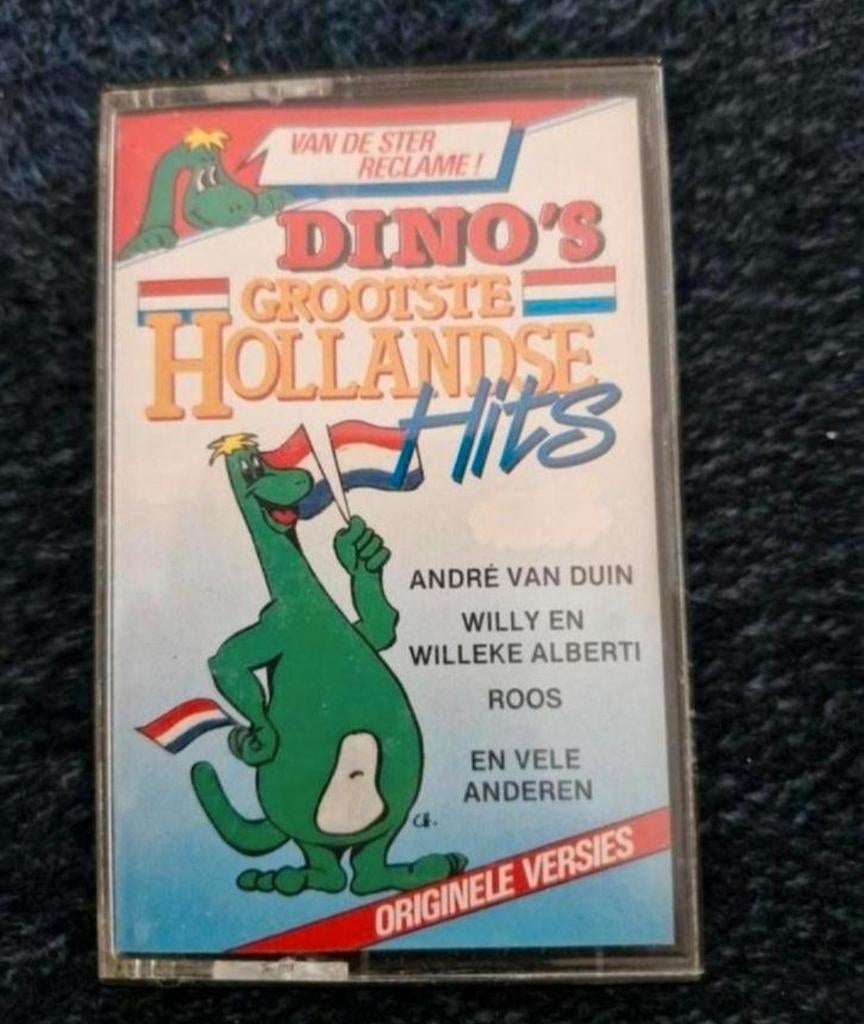 VAN DE STER
RECLAME!
DINO'S
GROOTSTE
HOLLANDSE
Hits
ANDRÉ VAN DUIN
WILLY EN
WILLEKE ALBERTI
ROOS
EN VELE
ANDEREN
CH.
ORIGINELE VERSIES